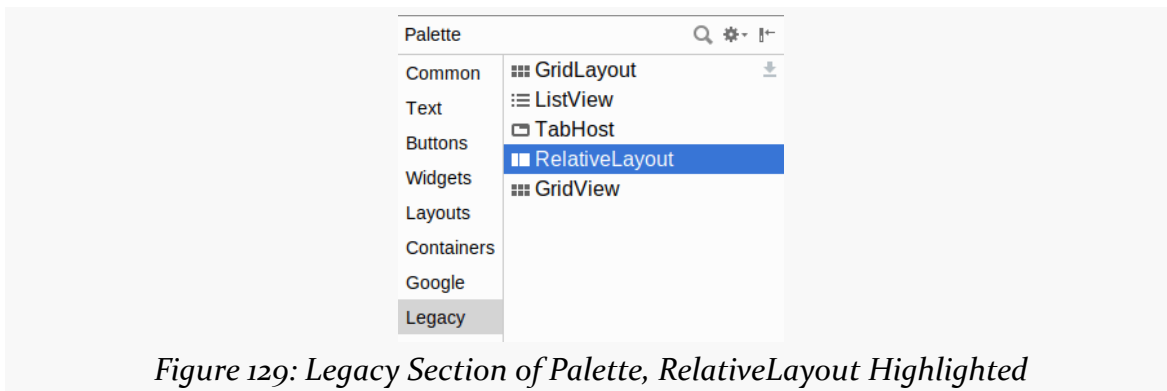 Palette
Common
Text
Buttons
Widgets
Layouts
Containers
Google
Legacy
GridLayout
ListView
TabHost
RelativeLayout
GridView
Figure 129: Legacy Section of Palette, RelativeLayout Highlighted